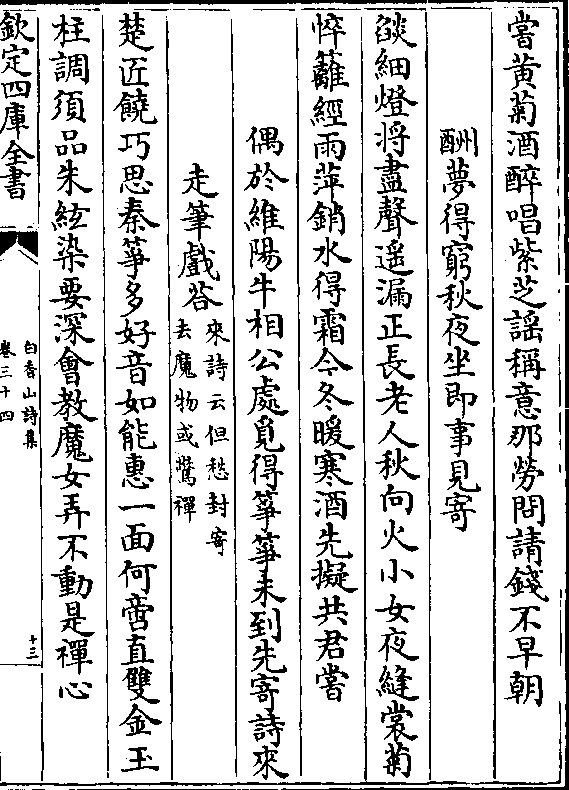 嘗黃菊酒醉唱紫芝謠稱意那勞問請錢不早朝
酬夢得窮秋夜坐即事見寄
燄細燈將盡聲遥漏正長老人秋向火小女夜縫裳菊
悴籬經雨萍銷水得霜今冬暖寒酒先擬共君嘗
偶於維陽牛相公處覓得箏箏未到先寄詩來
走筆戲答來詩云但愁封寄去魔物或驚禪
楚匠饒巧思秦箏多好音如能惠一面何啻直雙金玉
柱調須品朱絃染要深會教魔女弄不動是禪心
欽定四庫全書
白香山詩集
卷三十四
十三